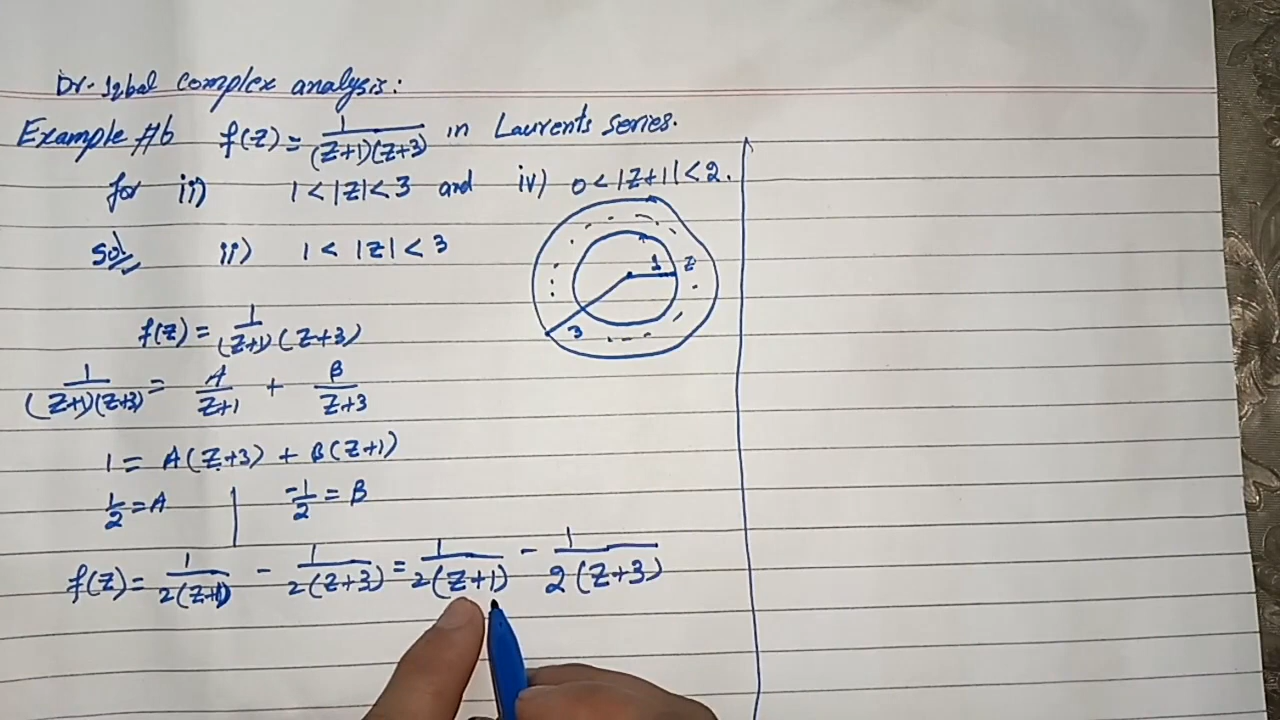 Dr. Iqbal complex analysis:
Example #6 f(z) = 1/((z+1)(z+3)) in Laurents series.
for ii) 1 < |z| < 3 and iv) 0 < |z+1| < 2.
Sol. ii) 1 < |z| < 3
1 z
3
f(z) = 1/((z+1)(z+3))
1/((z+1)(z+3)) = A/(z+1) + B/(z+3)
1 = A(z+3) + B(z+1)
1/2 = A | -1/2 = B
f(z) = 1/(2(z+1)) - 1/(2(z+3)) = 1/(2(z+1)) - 1/(2(z+3))